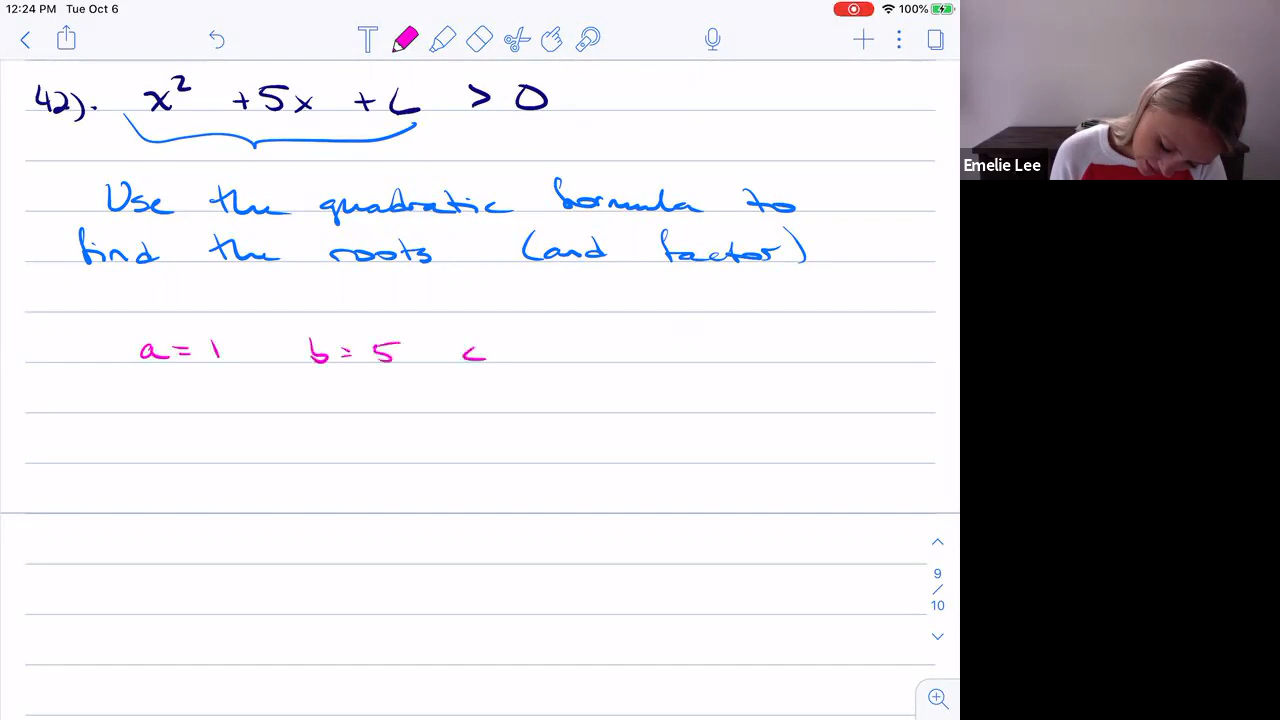 12:24 PM Tue Oct 6
100%
42). x² +5x +6 > 0
Use the quadratic formula to
find the roots (and factor)
a = 1 b = 5 c
Emelie Lee
9
/
10